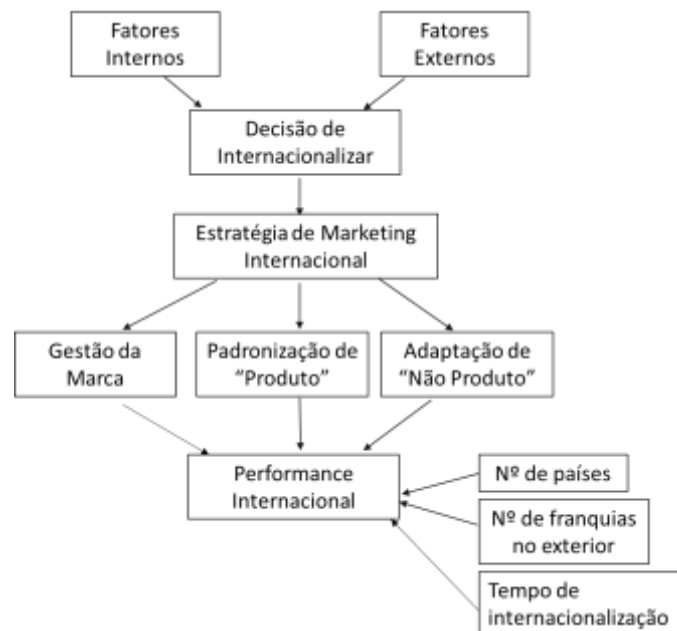 Fatores
Internos
Fatores
Externos
Decisão de
Internacionalizar
Estratégia de Marketing
Internacional
Gestão da
Marca
Padronização de
“Produto”
Adaptação de
“Não Produto”
Performance
Internacional
Nº de países
Nº de franquias
no exterior
Tempo de
internacionalização